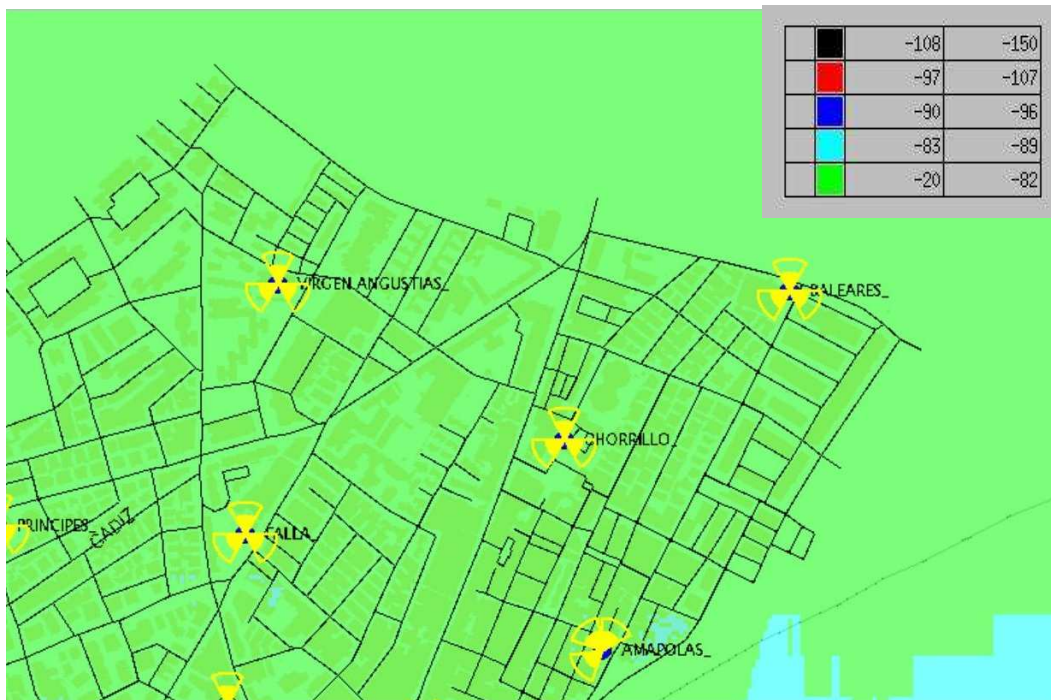 -108 -150
-97 -107
-90 -96
-83 -89
-20 -82
VIRGEN ANGUSTIAS_
BALEARES_
CHORRILLO_
PRINCIPES_
CADIZ
FALLA_
AMAPOLAS_